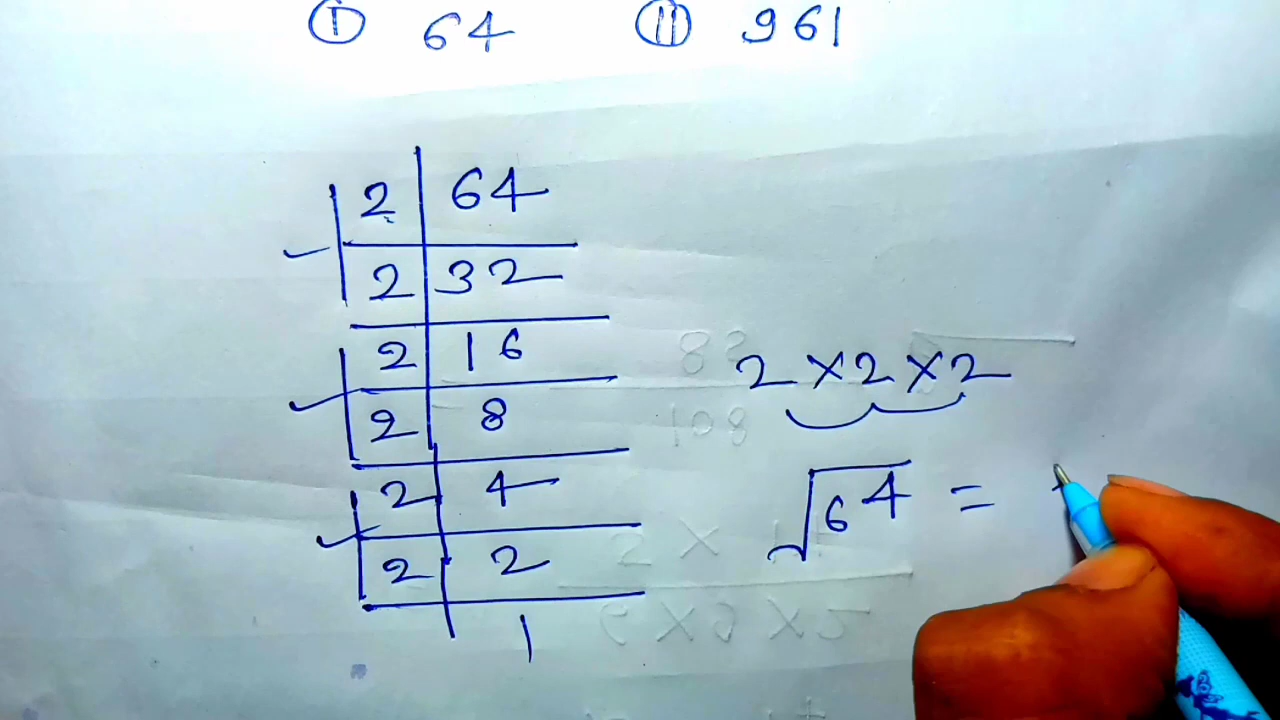 Ⓘ 64 Ⓘⓘ 961
2 | 64
2 | 32
2 | 16
2 | 8
2 | 4
2 | 2
1
2 × 2 × 2
√64 =